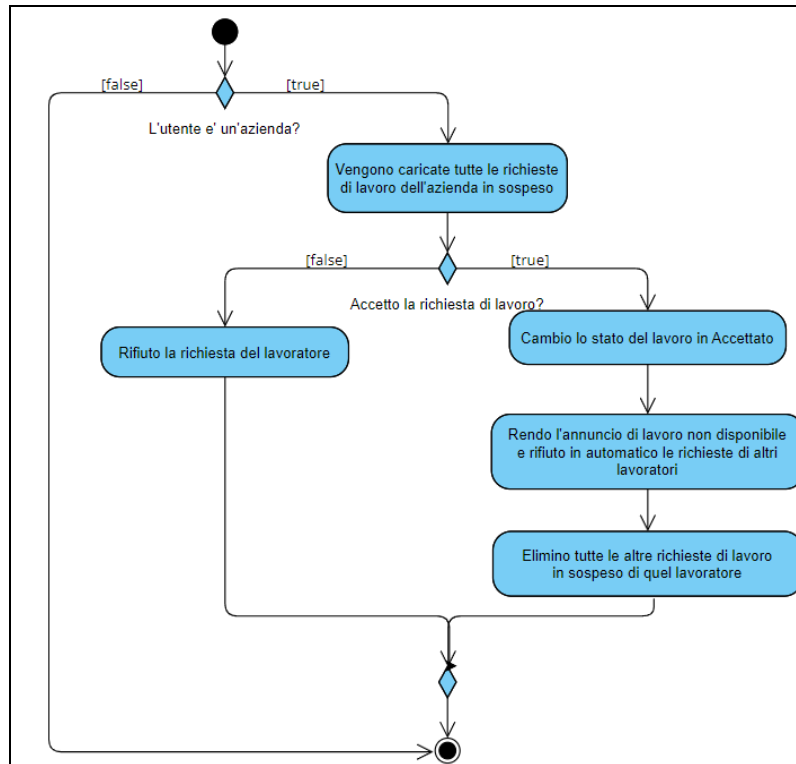 [false]
[true]
L'utente e' un'azienda?
Vengono caricate tutte le richieste
di lavoro dell'azienda in sospeso
[false]
[true]
Accetto la richiesta di lavoro?
Rifiuto la richiesta del lavoratore
Cambio lo stato del lavoro in Accettato
Rendo l'annuncio di lavoro non disponibile
e rifiuto in automatico le richieste di altri
lavoratori
Elimino tutte le altre richieste di lavoro
in sospeso di quel lavoratore